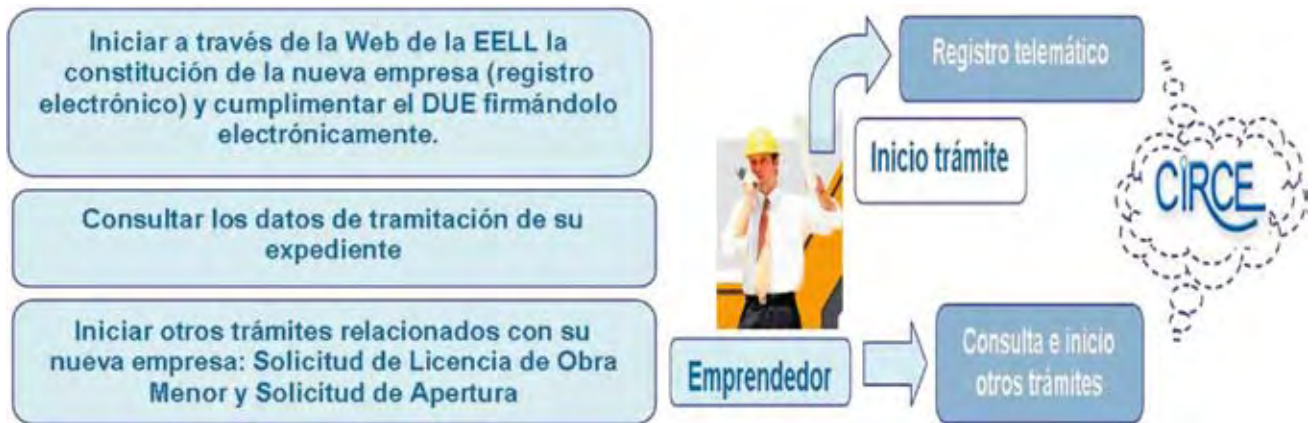 Iniciar a través de la Web de la EELL la
constitución de la nueva empresa (registro
electrónico) y cumplimentar el DUE firmándolo
electrónicamente.
Consultar los datos de tramitación de su
expediente
Iniciar otros trámites relacionados con su
nueva empresa: Solicitud de Licencia de Obra
Menor y Solicitud de Apertura
Registro telemático
Inicio trámite
CIRCE
Emprendedor
Consulta e inicio
otros trámites